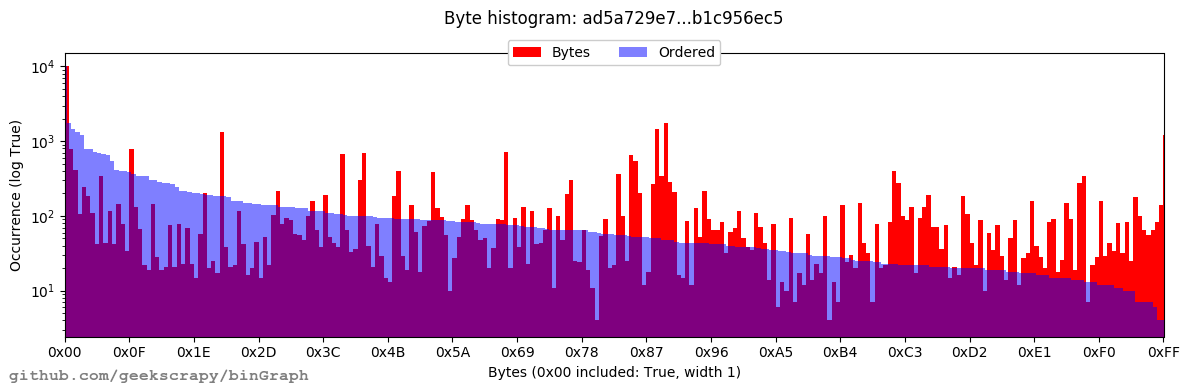 Byte histogram: ad5a729e7...b1c956ec5
Bytes Ordered
Occurrence (log True)
10⁴
10³
10²
10¹
0x00 0x0F 0x1E 0x2D 0x3C 0x4B 0x5A 0x69 0x78 0x87 0x96 0xA5 0xB4 0xC3 0xD2 0xE1 0xF0 0xFF
Bytes (0x00 included: True, width 1)
github.com/geekscrapy/binGraph